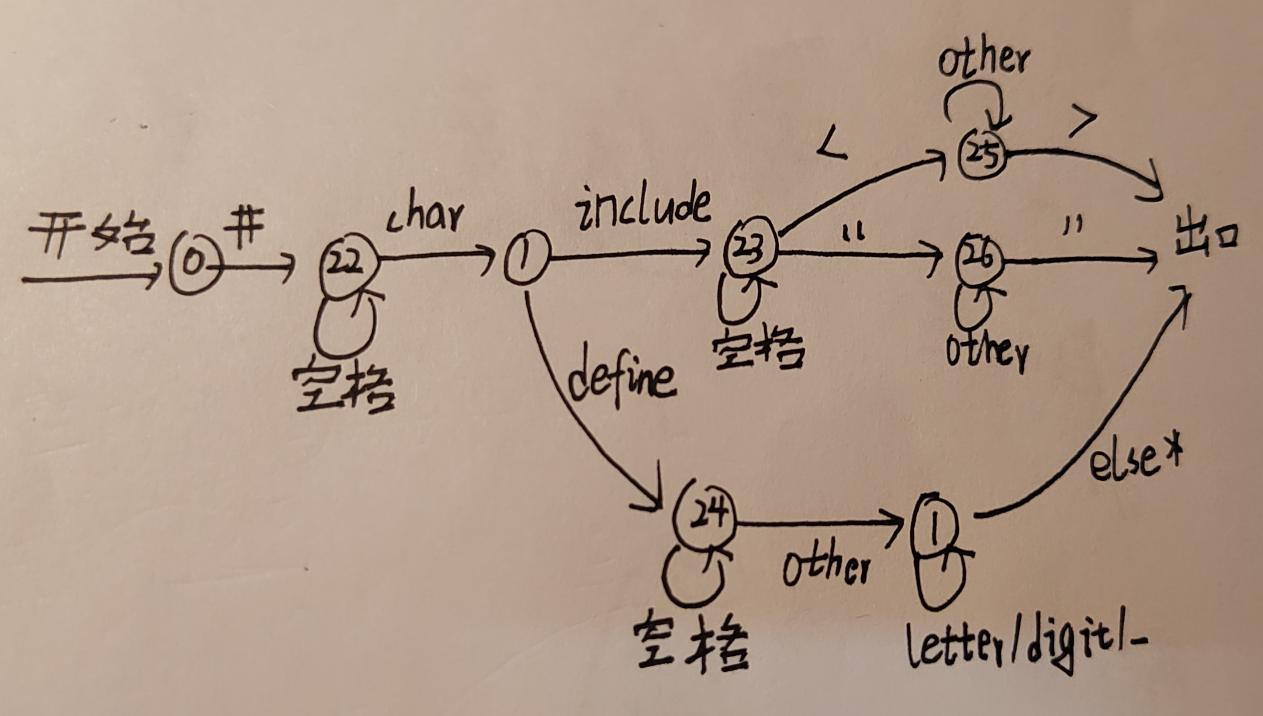 other
< 25 >
开始 0 # 22 char 1 include 23 " 26 " 出口
空格 空格 other
define
else*
24 other 1
空格 letter/digit/_